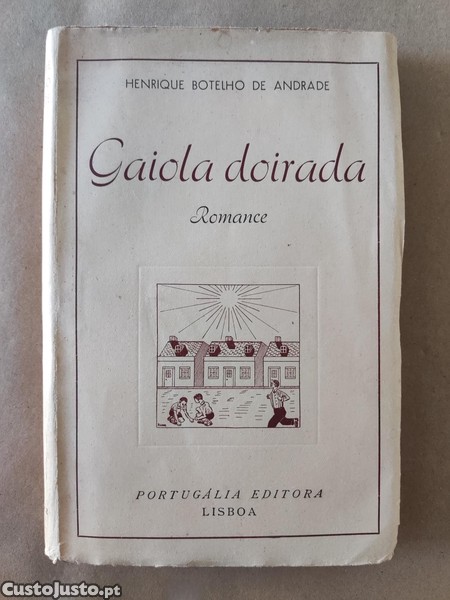 HENRIQUE BOTELHO DE ANDRADE
Gaiola doirada
Romance
PORTUGÁLIA EDITORA
LISBOA
CustoJusto.pt